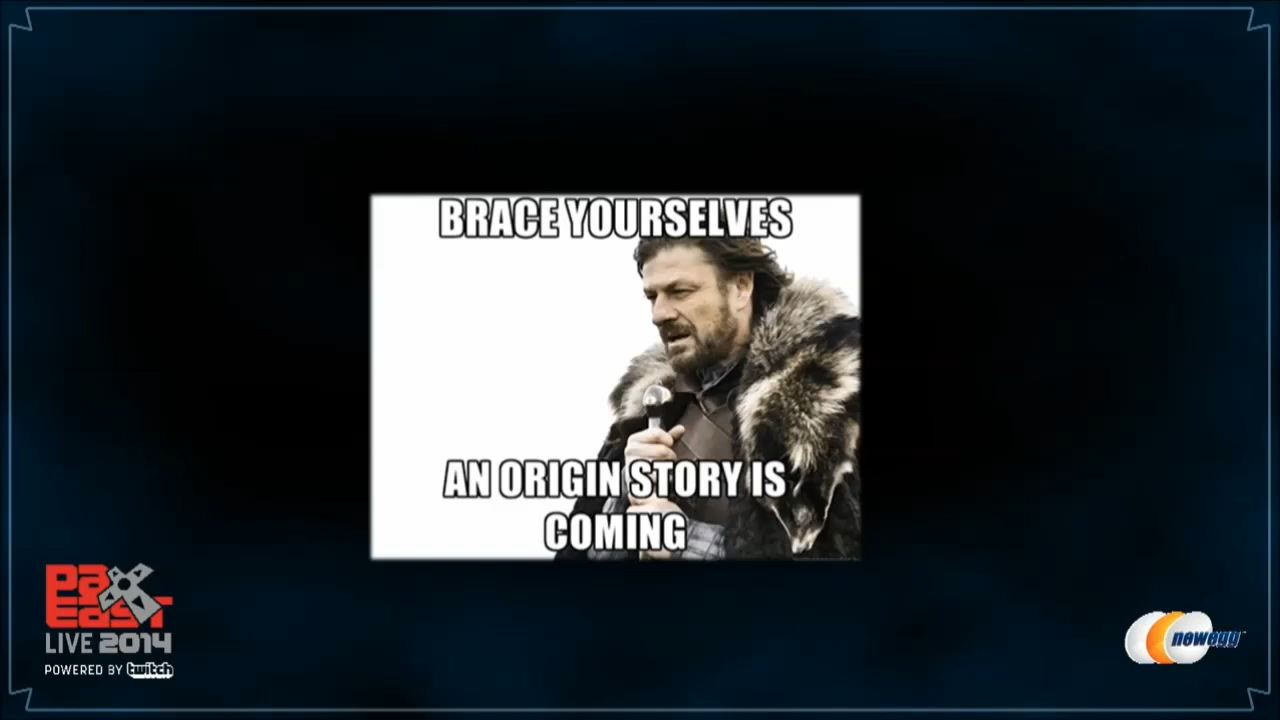 BRACE YOURSELVES
AN ORIGIN STORY IS
COMING
PAX
EAST
LIVE 2014
POWERED BY twitch
newegg